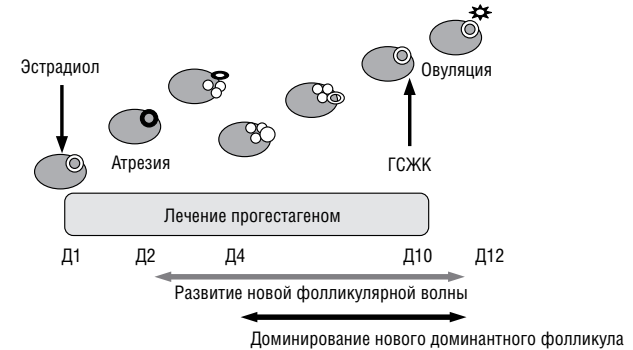 Эстрадиол
Овуляция
Атрезия
ГСЖК
Лечение прогестагеном
Д1 Д2 Д4 Д10 Д12
Развитие новой фолликулярной волны
Доминирование нового доминантного фолликула